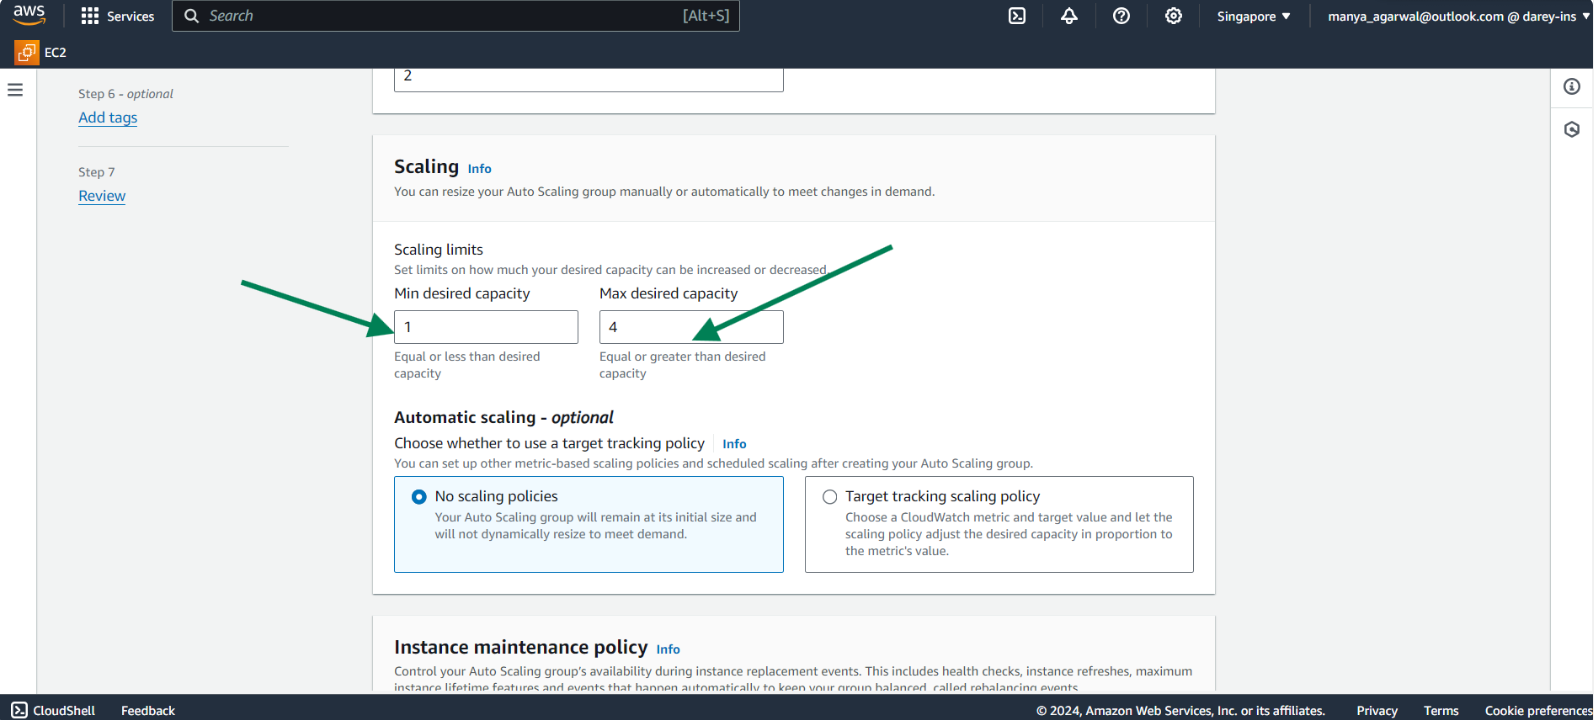 aws
Services
Search
[Alt+S]
Singapore
manya_agarwal@outlook.com @ darey-ins
EC2
Step 6 - optional
Add tags
Step 7
Review
2
Scaling Info
You can resize your Auto Scaling group manually or automatically to meet changes in demand.
Scaling limits
Set limits on how much your desired capacity can be increased or decreased.
Min desired capacity
1
Equal or less than desired
capacity
Max desired capacity
4
Equal or greater than desired
capacity
Automatic scaling - optional
Choose whether to use a target tracking policy Info
You can set up other metric-based scaling policies and scheduled scaling after creating your Auto Scaling group.
No scaling policies
Your Auto Scaling group will remain at its initial size and
will not dynamically resize to meet demand.
Target tracking scaling policy
Choose a CloudWatch metric and target value and let the
scaling policy adjust the desired capacity in proportion to
the metric's value.
Instance maintenance policy Info
Control your Auto Scaling group's availability during instance replacement events. This includes health checks, instance refreshes, maximum
instance lifetime features and events that happen automatically to keep your group balanced, called rebalancing events.
CloudShell
Feedback
© 2024, Amazon Web Services, Inc. or its affiliates.
Privacy
Terms
Cookie preferences